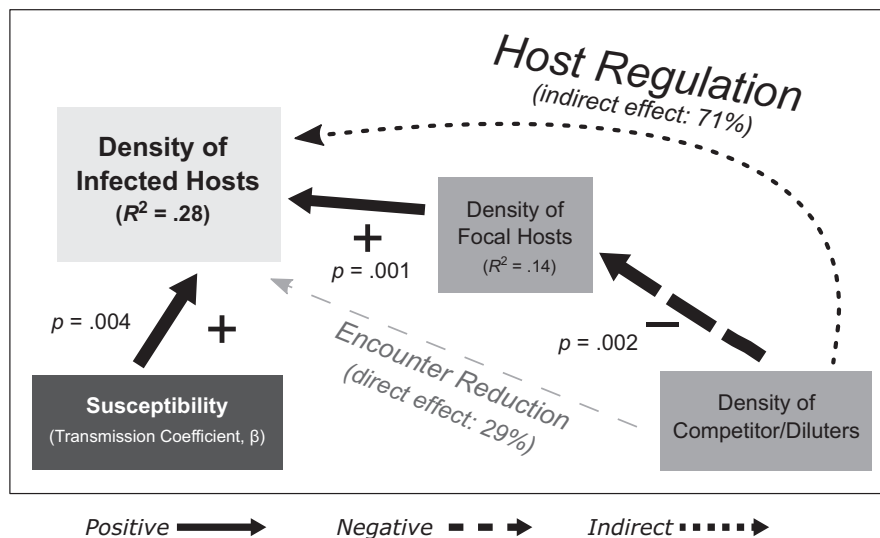 Host Regulation
(indirect effect: 71%)
Density of
Infected Hosts
(R² = .28)
Density of
Focal Hosts
(R² = .14)
+
p = .001
p = .004
+
−
p = .002
Encounter Reduction
(direct effect: 29%)
Susceptibility
(Transmission Coefficient, β)
Density of
Competitor/Diluters
Positive
Negative
Indirect